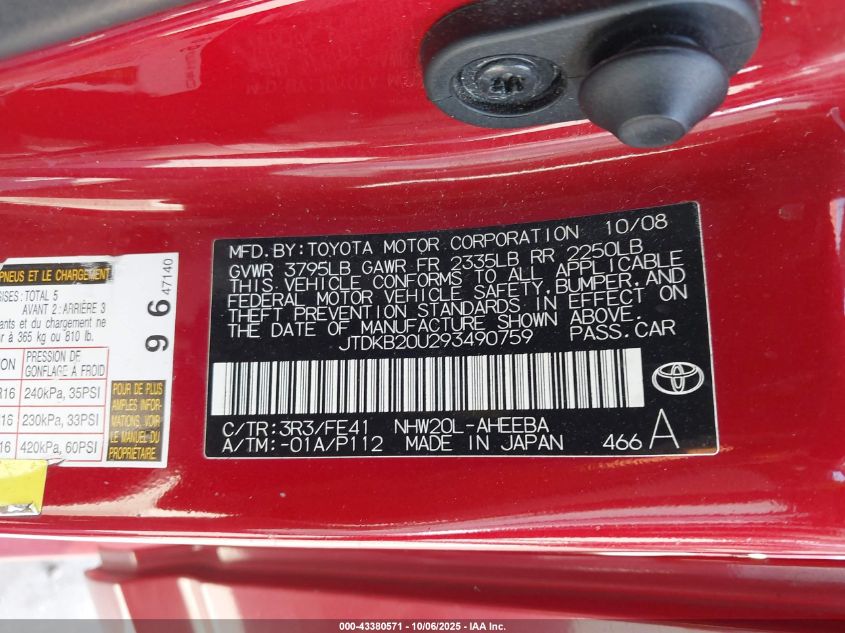 PNEUS ET LE CHARGEMENT
TOTAL 5
AVANT 2 : ARRIÈRE 3
et du chargement ne
à 365 kg ou 810 lb.
PRESSION DE
GONFLAGE A FROID
240kPa, 35PSI
230kPa, 33PSI
420kPa, 60PSI
96
47140
POUR DE PLUS
AMPLES INFOR-
MATIONS,
VOIR LE
MANUEL DU
PROPRIÉTAIRE.
MFD. BY: TOYOTA MOTOR CORPORATION 10/08
GVWR 3795LB GAWR FR 2335LB RR 2250LB
THIS VEHICLE CONFORMS TO ALL APPLICABLE
FEDERAL MOTOR VEHICLE SAFETY, BUMPER, AND
THEFT PREVENTION STANDARDS IN EFFECT ON
THE DATE OF MANUFACTURE SHOWN ABOVE.
JTDKB20U293490759 PASS. CAR
C/TR: 3R3/FE41 NHW20L-AHEEBA
A/TM: -01A/P112 MADE IN JAPAN 466 A
000-43380571 - 10/06/2025 - IAA Inc.